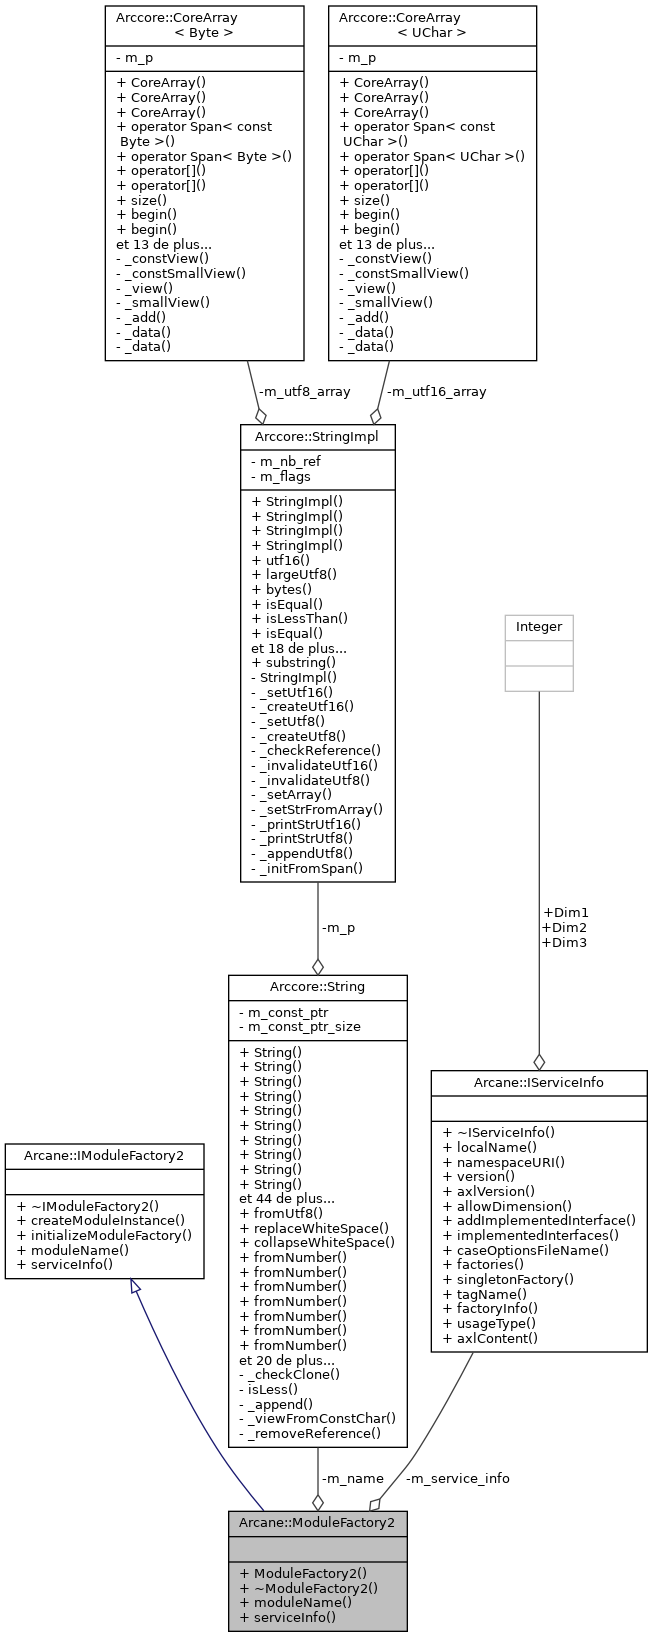 Arccore::CoreArray
< Byte >
- m_p
+ CoreArray()
+ CoreArray()
+ CoreArray()
+ operator Span< const
Byte >()
+ operator Span< Byte >()
+ operator[]()
+ operator[]()
+ size()
+ begin()
+ begin()
et 13 de plus...
- _constView()
- _constSmallView()
- _view()
- _smallView()
- _add()
- _data()
- _data()
Arccore::CoreArray
< UChar >
- m_p
+ CoreArray()
+ CoreArray()
+ CoreArray()
+ operator Span< const
UChar >()
+ operator Span< UChar >()
+ operator[]()
+ operator[]()
+ size()
+ begin()
+ begin()
et 13 de plus...
- _constView()
- _constSmallView()
- _view()
- _smallView()
- _add()
- _data()
- _data()
-m_utf8_array
-m_utf16_array
Arccore::StringImpl
- m_nb_ref
- m_flags
+ StringImpl()
+ StringImpl()
+ StringImpl()
+ StringImpl()
+ utf16()
+ largeUtf8()
+ bytes()
+ isEqual()
+ isLessThan()
+ isEqual()
et 18 de plus...
+ substring()
- StringImpl()
- _setUtf16()
- _createUtf16()
- _setUtf8()
- _createUtf8()
- _checkReference()
- _invalidateUtf16()
- _invalidateUtf8()
- _setArray()
- _setStrFromArray()
- _printStrUtf16()
- _printStrUtf8()
- _appendUtf8()
- _initFromSpan()
Integer
-m_p
+Dim1
+Dim2
+Dim3
Arccore::String
- m_const_ptr
- m_const_ptr_size
+ String()
+ String()
+ String()
+ String()
+ String()
+ String()
+ String()
+ String()
+ String()
+ String()
et 44 de plus...
+ fromUtf8()
+ replaceWhiteSpace()
+ collapseWhiteSpace()
+ fromNumber()
+ fromNumber()
+ fromNumber()
+ fromNumber()
+ fromNumber()
+ fromNumber()
+ fromNumber()
et 20 de plus...
- _checkClone()
- isLess()
- _append()
- _viewFromConstChar()
- _removeReference()
Arcane::IServiceInfo
+ ~IServiceInfo()
+ localName()
+ namespaceURI()
+ version()
+ axlVersion()
+ allowDimension()
+ addImplementedInterface()
+ implementedInterfaces()
+ caseOptionsFileName()
+ factories()
+ singletonFactory()
+ tagName()
+ factoryInfo()
+ usageType()
+ axlContent()
Arcane::IModuleFactory2
+ ~IModuleFactory2()
+ createModuleInstance()
+ initializeModuleFactory()
+ moduleName()
+ serviceInfo()
-m_name
-m_service_info
Arcane::ModuleFactory2
+ ModuleFactory2()
+ ~ModuleFactory2()
+ moduleName()
+ serviceInfo()